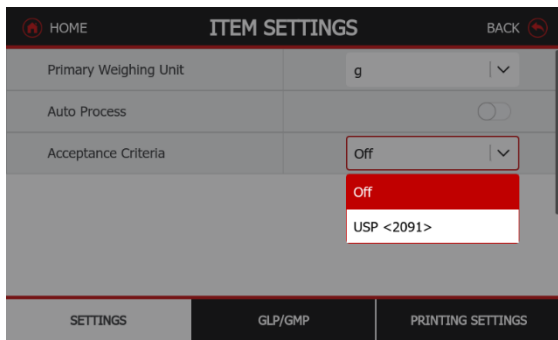 HOME ITEM SETTINGS BACK
Primary Weighing Unit g
Auto Process
Acceptance Criteria Off
Off
USP <2091>
SETTINGS GLP/GMP PRINTING SETTINGS